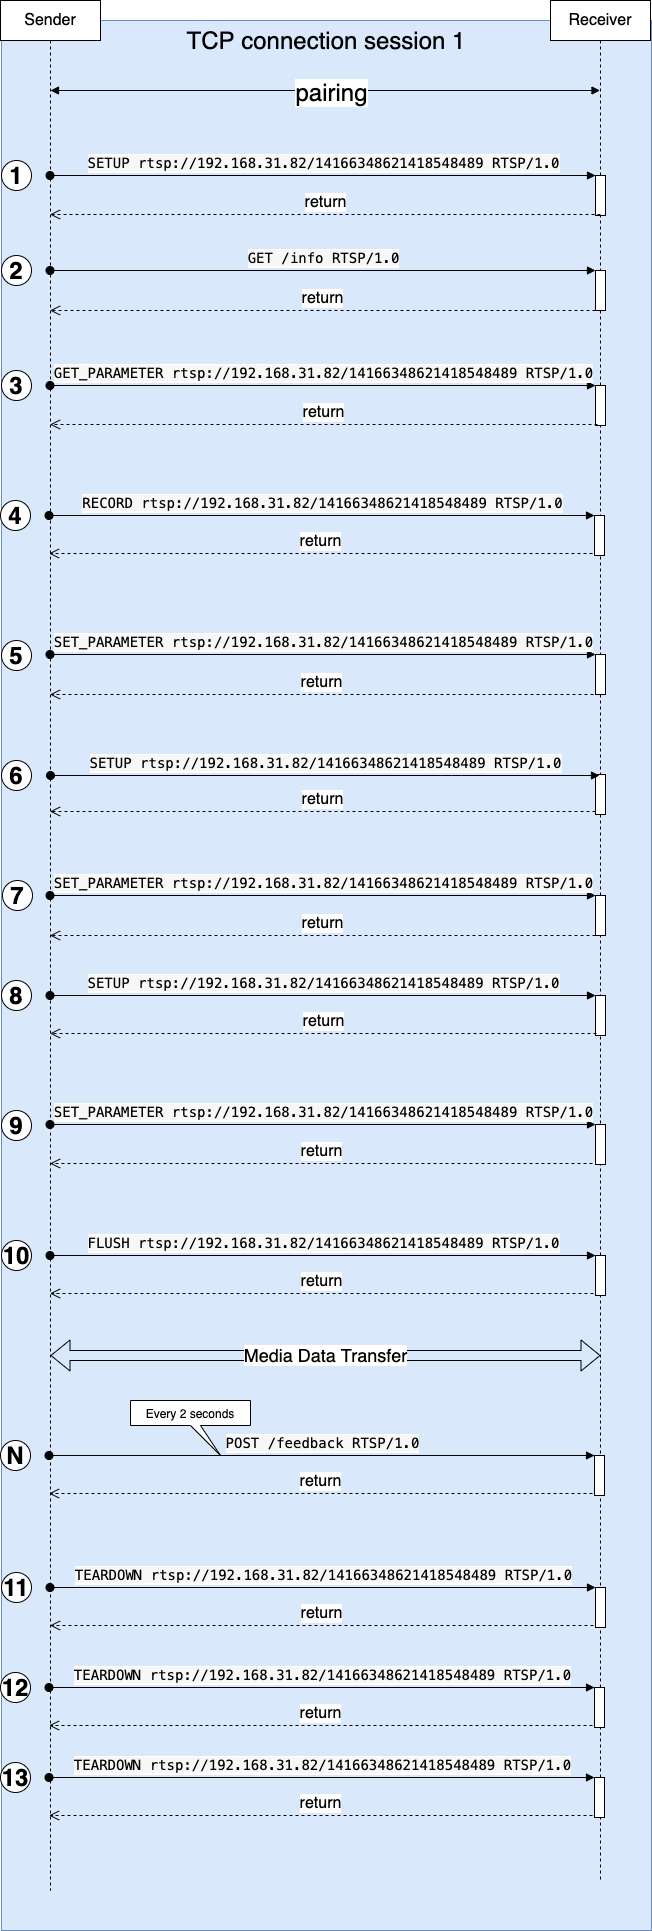 Sender
Receiver
TCP connection session 1
pairing
SETUP rtsp://192.168.31.82/14166348621418548489 RTSP/1.0
1
return
GET /info RTSP/1.0
2
return
GET_PARAMETER rtsp://192.168.31.82/14166348621418548489 RTSP/1.0
3
return
RECORD rtsp://192.168.31.82/14166348621418548489 RTSP/1.0
4
return
SET_PARAMETER rtsp://192.168.31.82/14166348621418548489 RTSP/1.0
5
return
SETUP rtsp://192.168.31.82/14166348621418548489 RTSP/1.0
6
return
SET_PARAMETER rtsp://192.168.31.82/14166348621418548489 RTSP/1.0
7
return
SETUP rtsp://192.168.31.82/14166348621418548489 RTSP/1.0
8
return
SET_PARAMETER rtsp://192.168.31.82/14166348621418548489 RTSP/1.0
9
return
FLUSH rtsp://192.168.31.82/14166348621418548489 RTSP/1.0
10
return
Media Data Transfer
Every 2 seconds
POST /feedback RTSP/1.0
N
return
TEARDOWN rtsp://192.168.31.82/14166348621418548489 RTSP/1.0
11
return
TEARDOWN rtsp://192.168.31.82/14166348621418548489 RTSP/1.0
12
return
TEARDOWN rtsp://192.168.31.82/14166348621418548489 RTSP/1.0
13
return